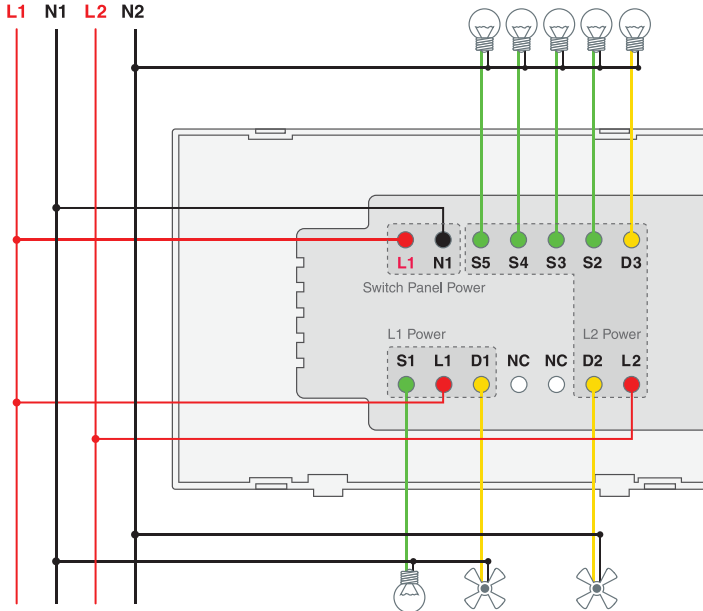 L1 N1 L2 N2
L1 N1 S5 S4 S3 S2 D3
Switch Panel Power
L1 Power L2 Power
S1 L1 D1 NC NC D2 L2